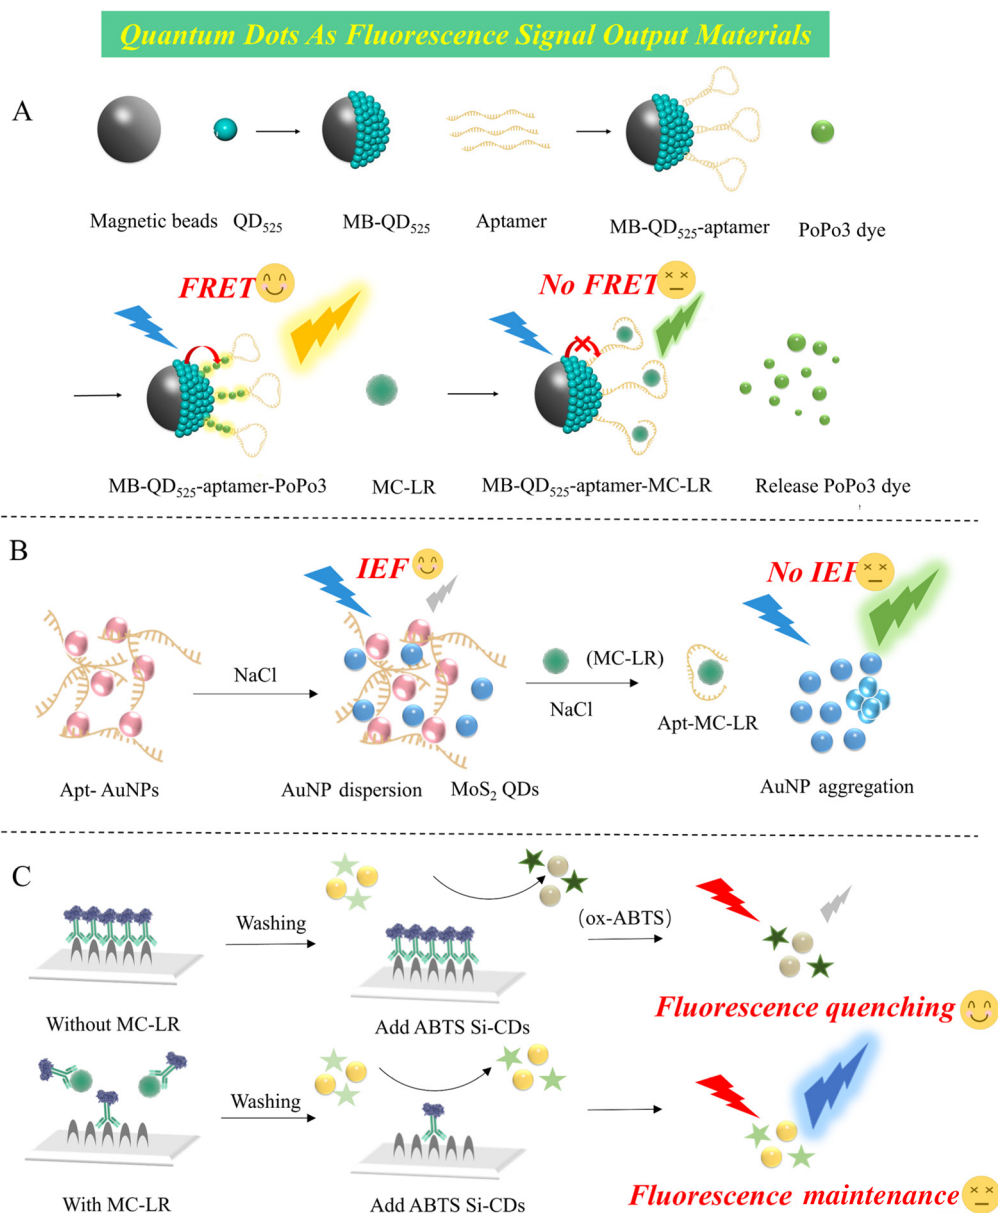 Quantum Dots As Fluorescence Signal Output Materials
A
Magnetic beads QD525 MB-QD525 Aptamer MB-QD525-aptamer PoPo3 dye
FRET No FRET
MB-QD525-aptamer-PoPo3 MC-LR MB-QD525-aptamer-MC-LR Release PoPo3 dye
B
IEF No IEF
NaCl (MC-LR)
NaCl Apt-MC-LR
Apt- AuNPs AuNP dispersion MoS2 QDs AuNP aggregation
C
Washing (ox-ABTS)
Without MC-LR Add ABTS Si-CDs Fluorescence quenching
Washing
With MC-LR Add ABTS Si-CDs Fluorescence maintenance